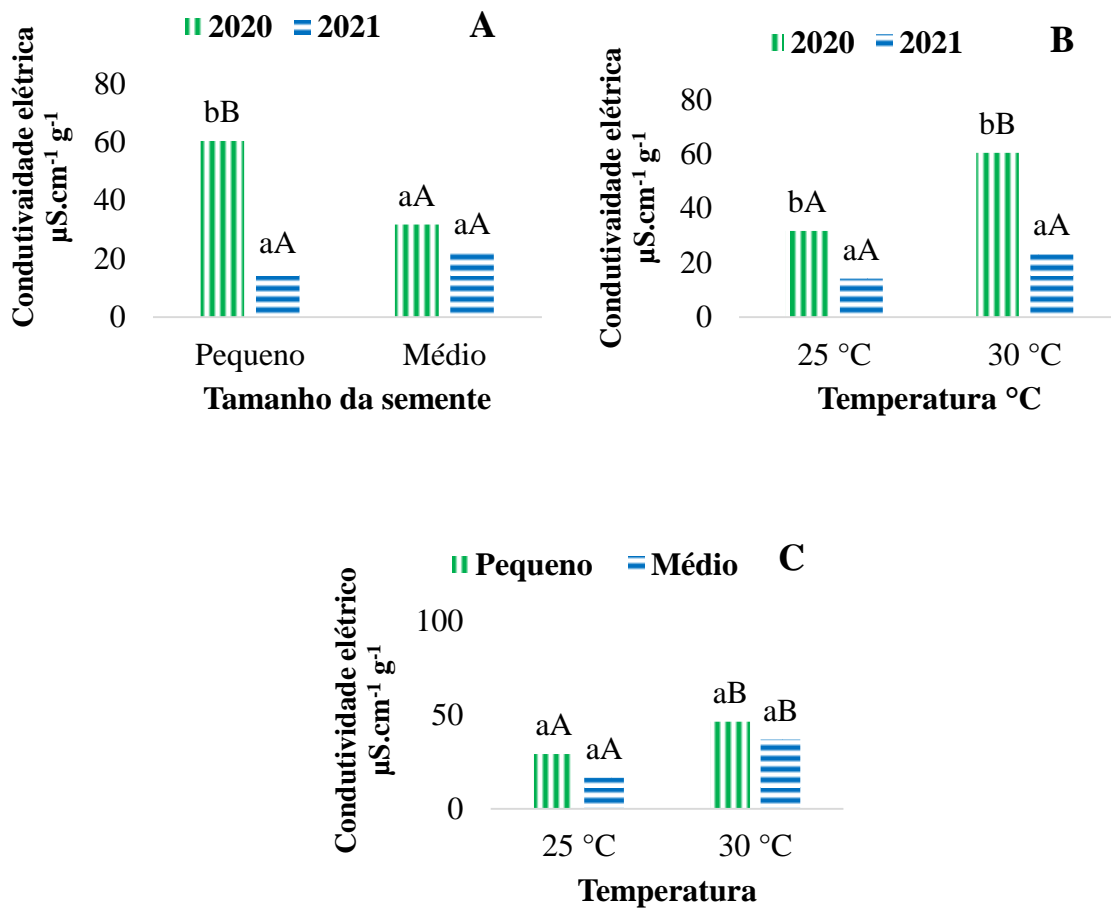 2020 2021 A
Condutivaidade elétrica
µS.cm-1 g-1
80
60
40
20
0
bB
aA
aA
aA
Pequeno Médio
Tamanho da semente
2020 2021 B
Condutivaidade elétrica
µS.cm-1 g-1
80
60
40
20
0
bA
aA
bB
aA
25 °C 30 °C
Temperatura °C
Pequeno Médio C
Condutividade elétrico
µS.cm-1 g-1
100
50
0
aA
aA
aB
aB
25 °C 30 °C
Temperatura